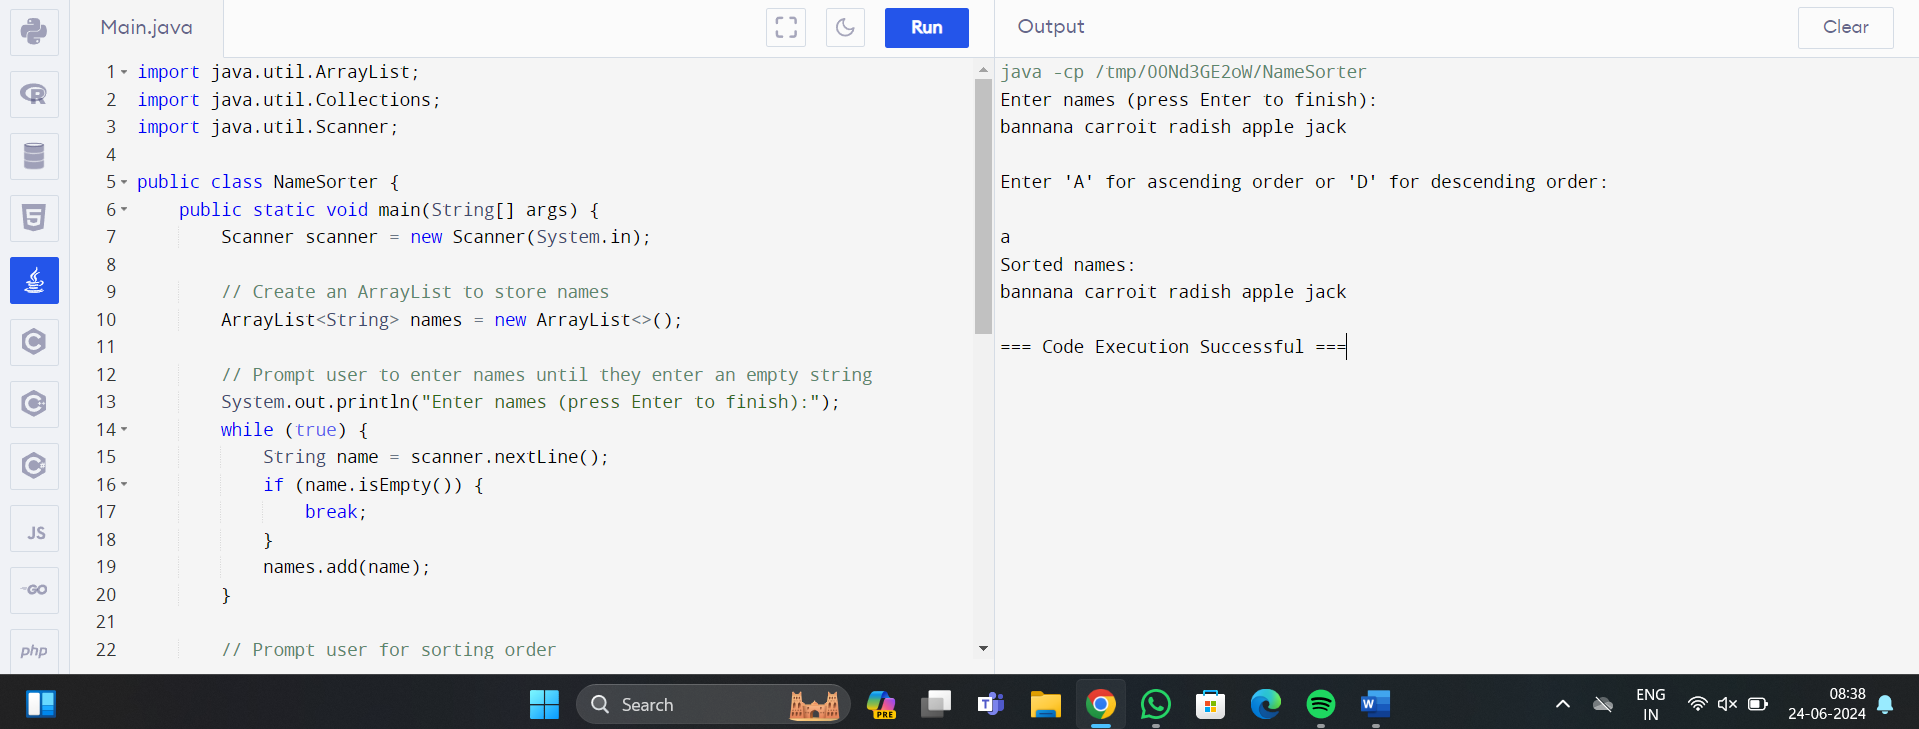 Main.java
Run
1 import java.util.ArrayList;
2 import java.util.Collections;
3 import java.util.Scanner;
4
5 public class NameSorter {
6 public static void main(String[] args) {
7 Scanner scanner = new Scanner(System.in);
8
9 // Create an ArrayList to store names
10 ArrayList<String> names = new ArrayList<>();
11
12 // Prompt user to enter names until they enter an empty string
13 System.out.println("Enter names (press Enter to finish):");
14 while (true) {
15 String name = scanner.nextLine();
16 if (name.isEmpty()) {
17 break;
18 }
19 names.add(name);
20 }
21
22 // Prompt user for sorting order
JS
GO
php
Output
Clear
java -cp /tmp/OONd3GE2oW/NameSorter
Enter names (press Enter to finish):
bannana carroit radish apple jack
Enter 'A' for ascending order or 'D' for descending order:
a
Sorted names:
bannana carroit radish apple jack
=== Code Execution Successful ===
Search
PRE
ENG
IN
08:38
24-06-2024